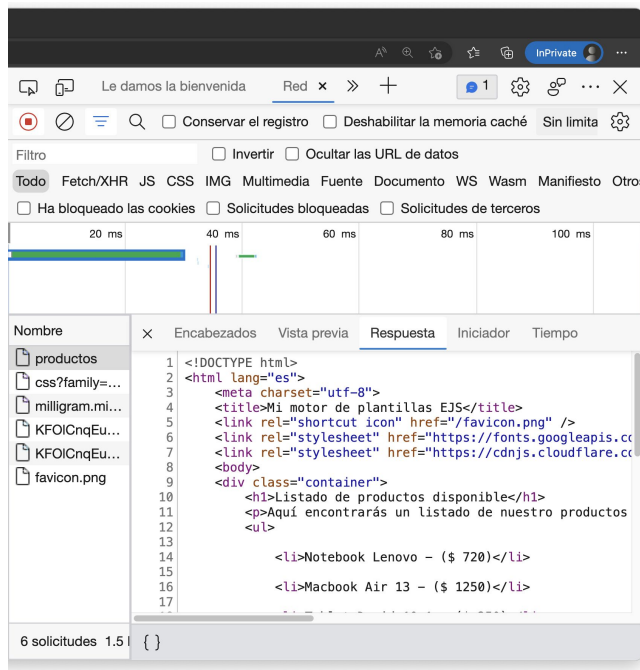 InPrivate
Le damos la bienvenida Red 1
Conservar el registro Deshabilitar la memoria caché Sin limita
Filtro Invertir Ocultar las URL de datos
Todo Fetch/XHR JS CSS IMG Multimedia Fuente Documento WS Wasm Manifiesto Otro
Ha bloqueado las cookies Solicitudes bloqueadas Solicitudes de terceros
20 ms 40 ms 60 ms 80 ms 100 ms
Nombre Encabezados Vista previa Respuesta Iniciador Tiempo
productos
css?family=...
milligram.mi...
KFOlCnqEu...
KFOlCnqEu...
favicon.png
1 <!DOCTYPE html>
2 <html lang="es">
3 <meta charset="utf-8">
4 <title>Mi motor de plantillas EJS</title>
5 <link rel="shortcut icon" href="/favicon.png" />
6 <link rel="stylesheet" href="https://fonts.googleapis.co
7 <link rel="stylesheet" href="https://cdnjs.cloudflare.co
8 <body>
9 <div class="container">
10 <h1>Listado de productos disponible</h1>
11 <p>Aquí encontrarás un listado de nuestro productos
12 <ul>
13
14 <li>Notebook Lenovo – ($ 720)</li>
15
16 <li>Macbook Air 13 – ($ 1250)</li>
17
6 solicitudes 1.5 { }